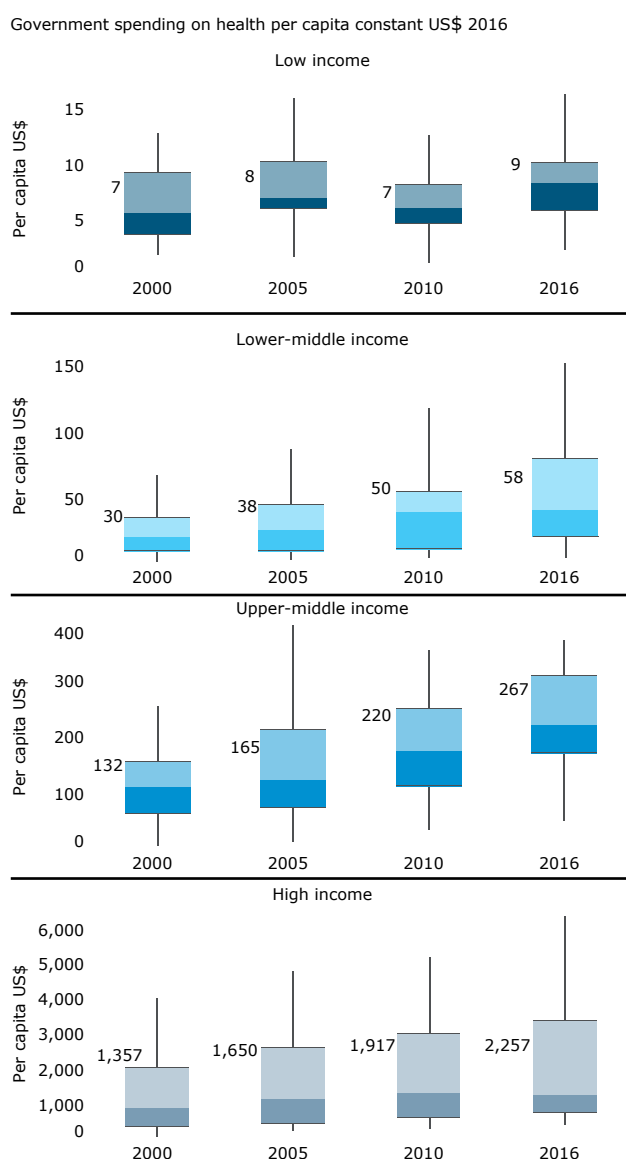 Government spending on health per capita constant US$ 2016
Low income
Per capita US$
15
10
5
0
7
8
7
9
2000 2005 2010 2016
Lower-middle income
Per capita US$
150
100
50
0
30
38
50
58
2000 2005 2010 2016
Upper-middle income
Per capita US$
400
300
200
100
0
132
165
220
267
2000 2005 2010 2016
High income
Per capita US$
6,000
5,000
4,000
3,000
2,000
1,000
0
1,357
1,650
1,917
2,257
2000 2005 2010 2016